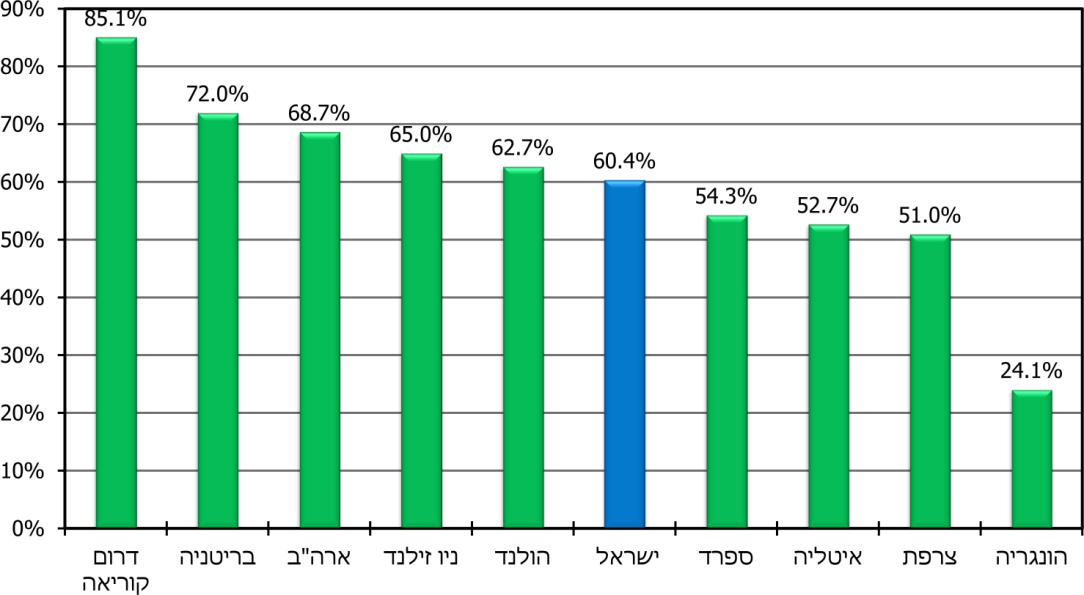 90%
80%
70%
60%
50%
40%
30%
20%
10%
0%
85.1%
72.0%
68.7%
65.0%
62.7%
60.4%
54.3%
52.7%
51.0%
24.1%
דרום
קוריאה
בריטניה
ארה"ב
ניו זילנד
הולנד
ישראל
ספרד
איטליה
צרפת
הונגריה